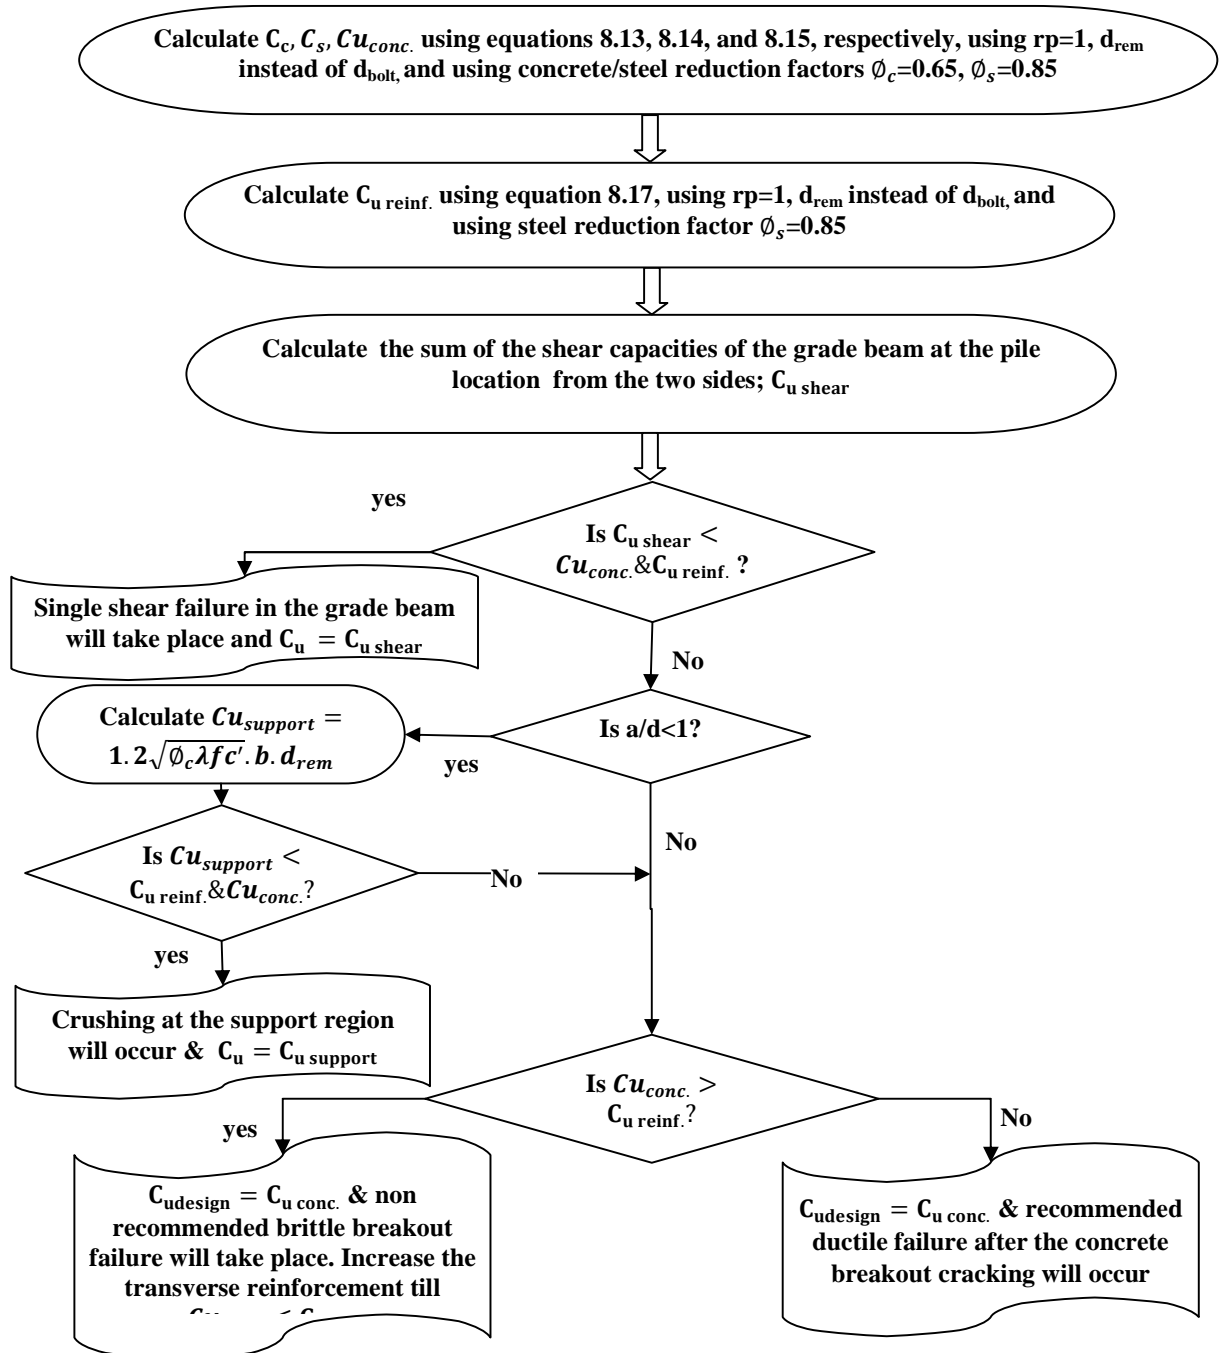 Calculate C_c, C_s, Cu_conc. using equations 8.13, 8.14, and 8.15, respectively, using rp=1, d_rem
instead of d_bolt, and using concrete/steel reduction factors ∅_c=0.65, ∅_s=0.85
Calculate C_u reinf. using equation 8.17, using rp=1, d_rem instead of d_bolt, and
using steel reduction factor ∅_s=0.85
Calculate the sum of the shear capacities of the grade beam at the pile
location from the two sides; C_u shear
yes
Is C_u shear <
Cu_conc.&C_u reinf. ?
Single shear failure in the grade beam
will take place and C_u = C_u shear
No
Calculate Cu_support =
1.2√∅_cλfc′.b.d_rem
Is a/d<1?
yes
No
Is Cu_support <
C_u reinf.&Cu_conc.?
No
yes
Crushing at the support region
will occur & C_u = C_u support
Is Cu_conc. >
C_u reinf.?
yes
No
C_udesign = C_u conc. & non
recommended brittle breakout
failure will take place. Increase the
transverse reinforcement till
C_udesign = C_u conc. & recommended
ductile failure after the concrete
breakout cracking will occur